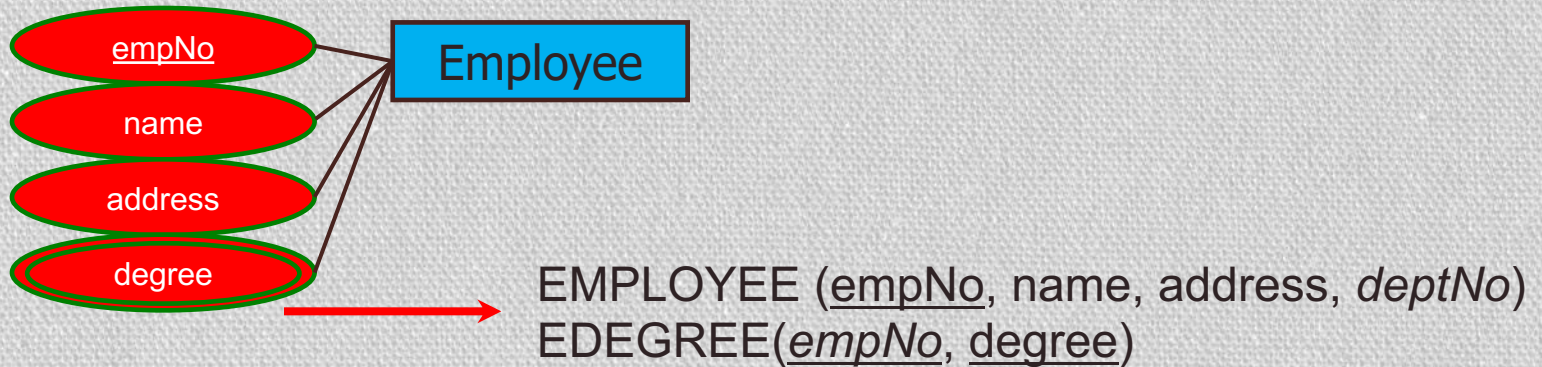 empNo
Employee
name
address
degree
EMPLOYEE (empNo, name, address, deptNo)
EDEGREE(empNo, degree)